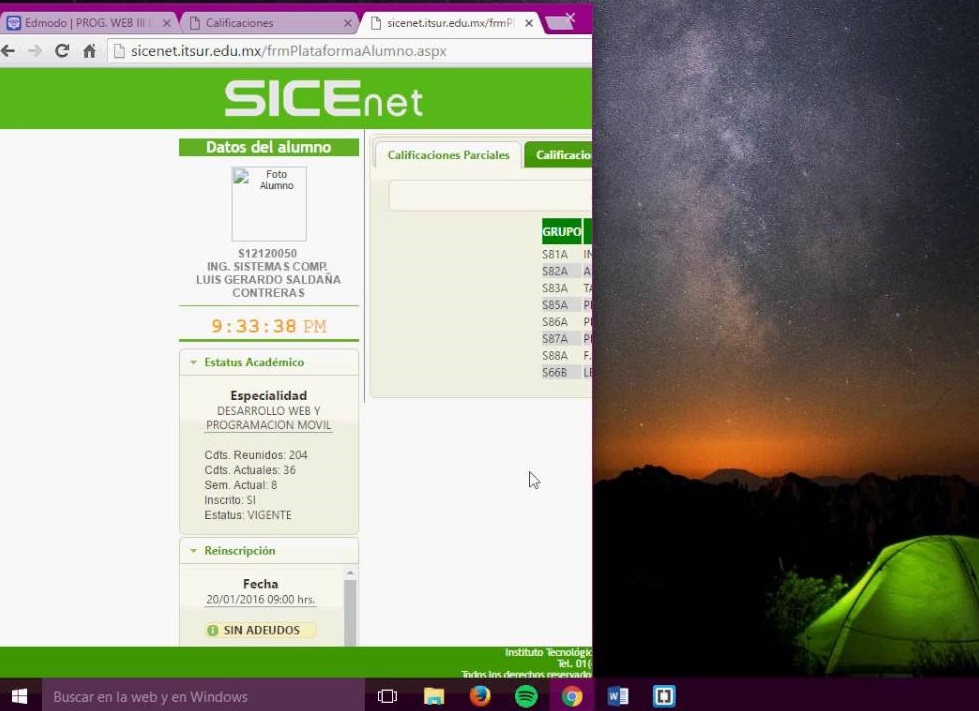 Edmodo | PROG. WEB III
Calificaciones
sicenet.itsur.edu.mx/frmPl
sicenet.itsur.edu.mx/frmPlataformaAlumno.aspx
SICEnet
Datos del alumno
Foto
Alumno
S12120050
ING. SISTEMAS COMP.
LUIS GERARDO SALDAÑA
CONTRERAS
9:33:38 PM
Estatus Académico
Especialidad
DESARROLLO WEB Y
PROGRAMACION MOVIL
Cdts. Reunidos: 204
Cdts. Actuales: 36
Sem. Actual: 8
Inscrito: SI
Estatus: VIGENTE
Reinscripción
Fecha
20/01/2016 09:00 hrs.
SIN ADEUDOS
Calificaciones Parciales
Calificacio
GRUPO
S81A
S82A A
S83A TA
S85A
S86A
S87A
S88A F.
S66B
Instituto Tecnológic
Tel. 01(
Todos los derechos reservado
Buscar en la web y en Windows